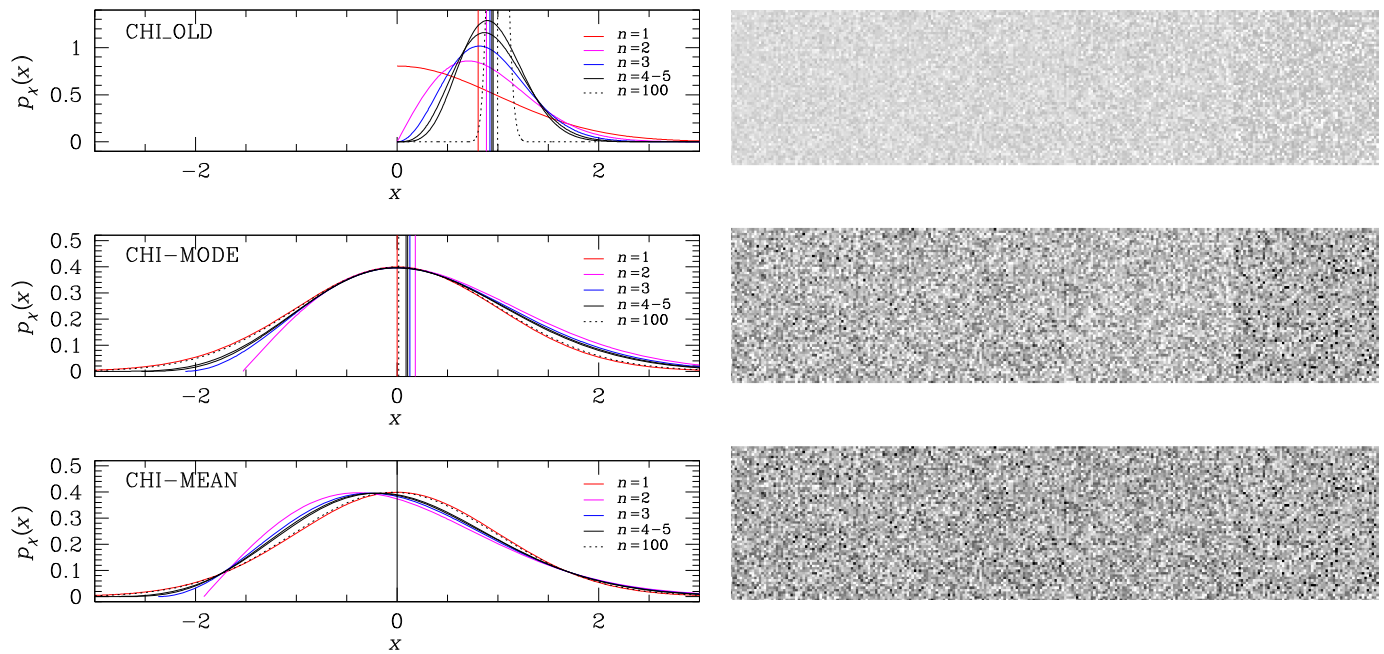 CHI_OLD
n=1
n=2
n=3
n=4−5
n=100
1
0.5
0
−2
0
2
pχ(x)
x
CHI−MODE
n=1
n=2
n=3
n=4−5
n=100
0.5
0.4
0.3
0.2
0.1
0
−2
0
2
pχ(x)
x
CHI−MEAN
n=1
n=2
n=3
n=4−5
n=100
0.5
0.4
0.3
0.2
0.1
0
−2
0
2
pχ(x)
x